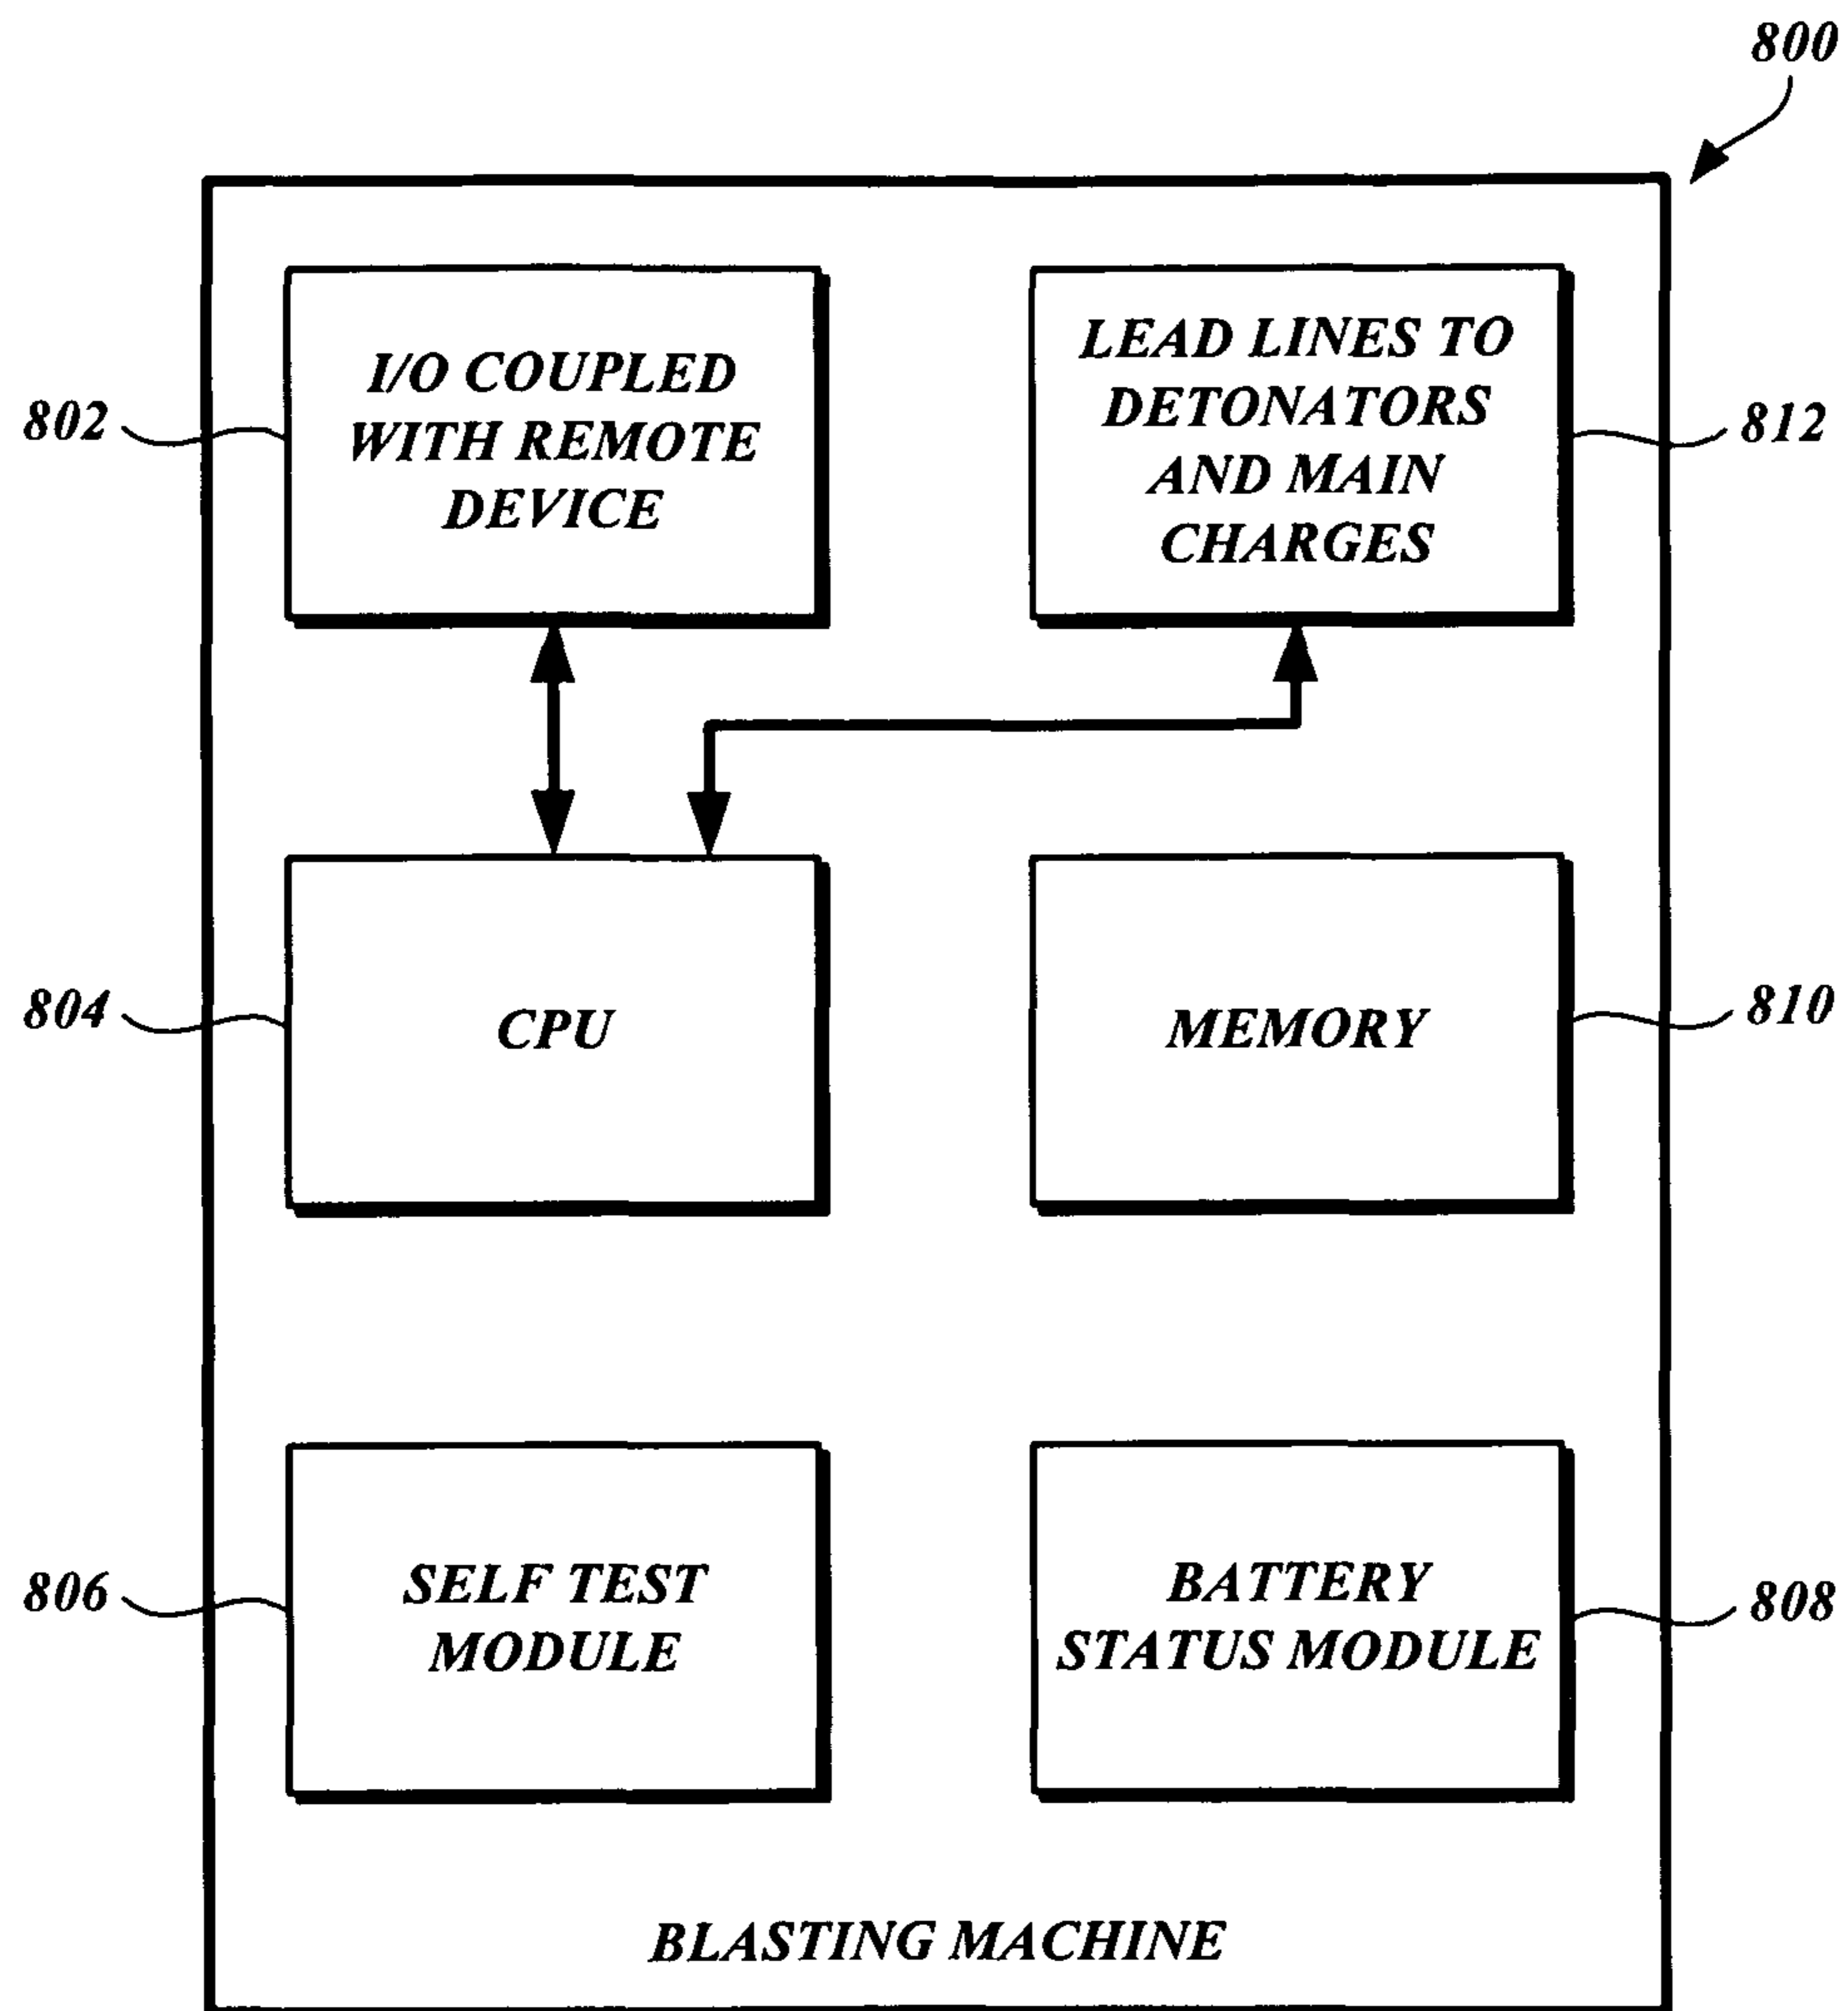 800
I/O COUPLED
WITH REMOTE
DEVICE
802
LEAD LINES TO
DETONATORS
AND MAIN
CHARGES
812
CPU
804
MEMORY
810
SELF TEST
MODULE
806
BATTERY
STATUS MODULE
808
BLASTING MACHINE